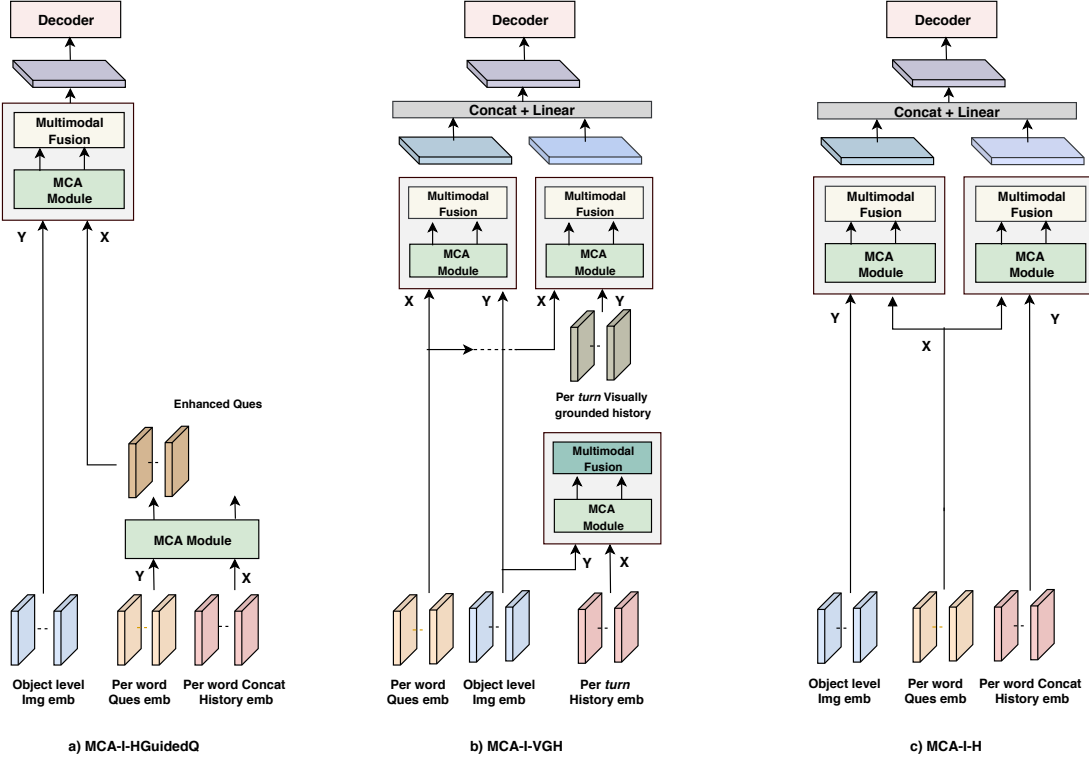 Decoder
Multimodal
Fusion
MCA
Module
Y
X
Enhanced Ques
MCA Module
Y
X
Object level
Img emb
Per word
Ques emb
Per word Concat
History emb
a) MCA-I-HGuidedQ
Decoder
Concat + Linear
Multimodal
Fusion
MCA
Module
Multimodal
Fusion
MCA
Module
X
Y
X
Y
Per turn Visually
grounded history
Multimodal
Fusion
MCA
Module
Y
X
Per word
Ques emb
Object level
Img emb
Per turn
History emb
b) MCA-I-VGH
Decoder
Concat + Linear
Multimodal
Fusion
MCA
Module
Multimodal
Fusion
MCA
Module
Y
X
Y
Object level
Img emb
Per word
Ques emb
Per word Concat
History emb
c) MCA-I-H